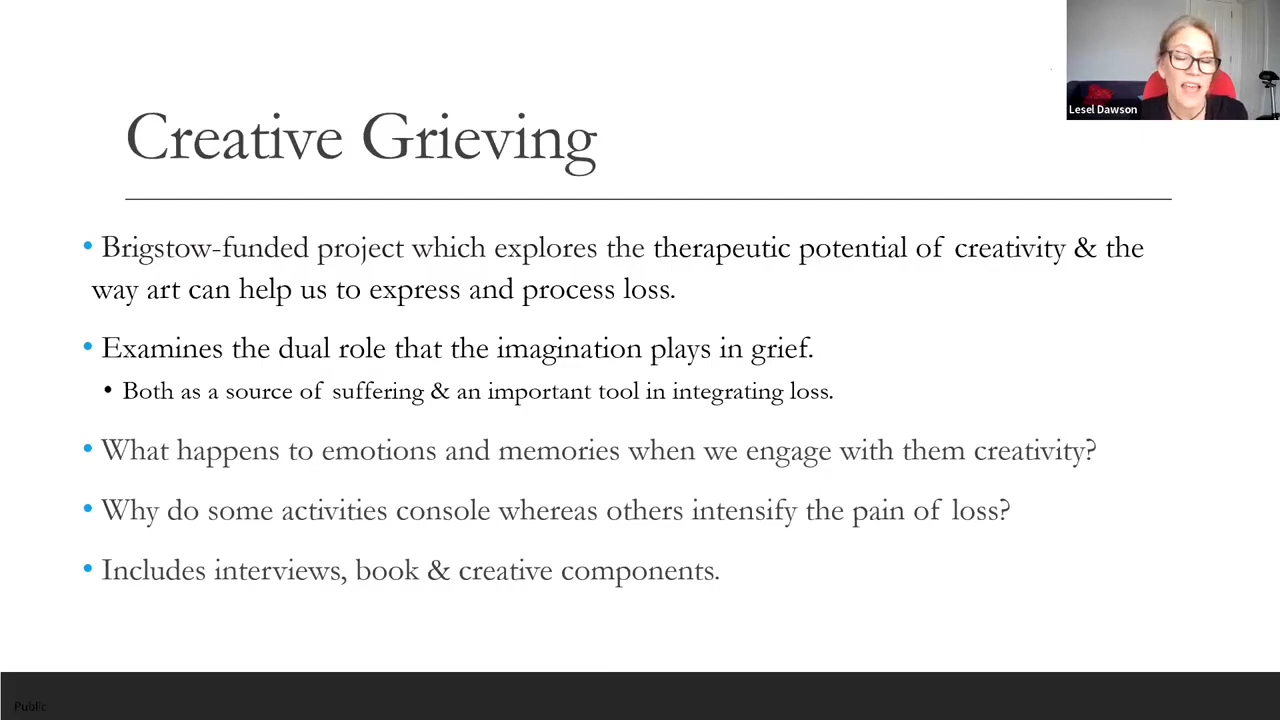 Lesel Dawson
Creative Grieving
• Brigstow-funded project which explores the therapeutic potential of creativity & the
way art can help us to express and process loss.
• Examines the dual role that the imagination plays in grief.
• Both as a source of suffering & an important tool in integrating loss.
• What happens to emotions and memories when we engage with them creativity?
• Why do some activities console whereas others intensify the pain of loss?
• Includes interviews, book & creative components.
Public